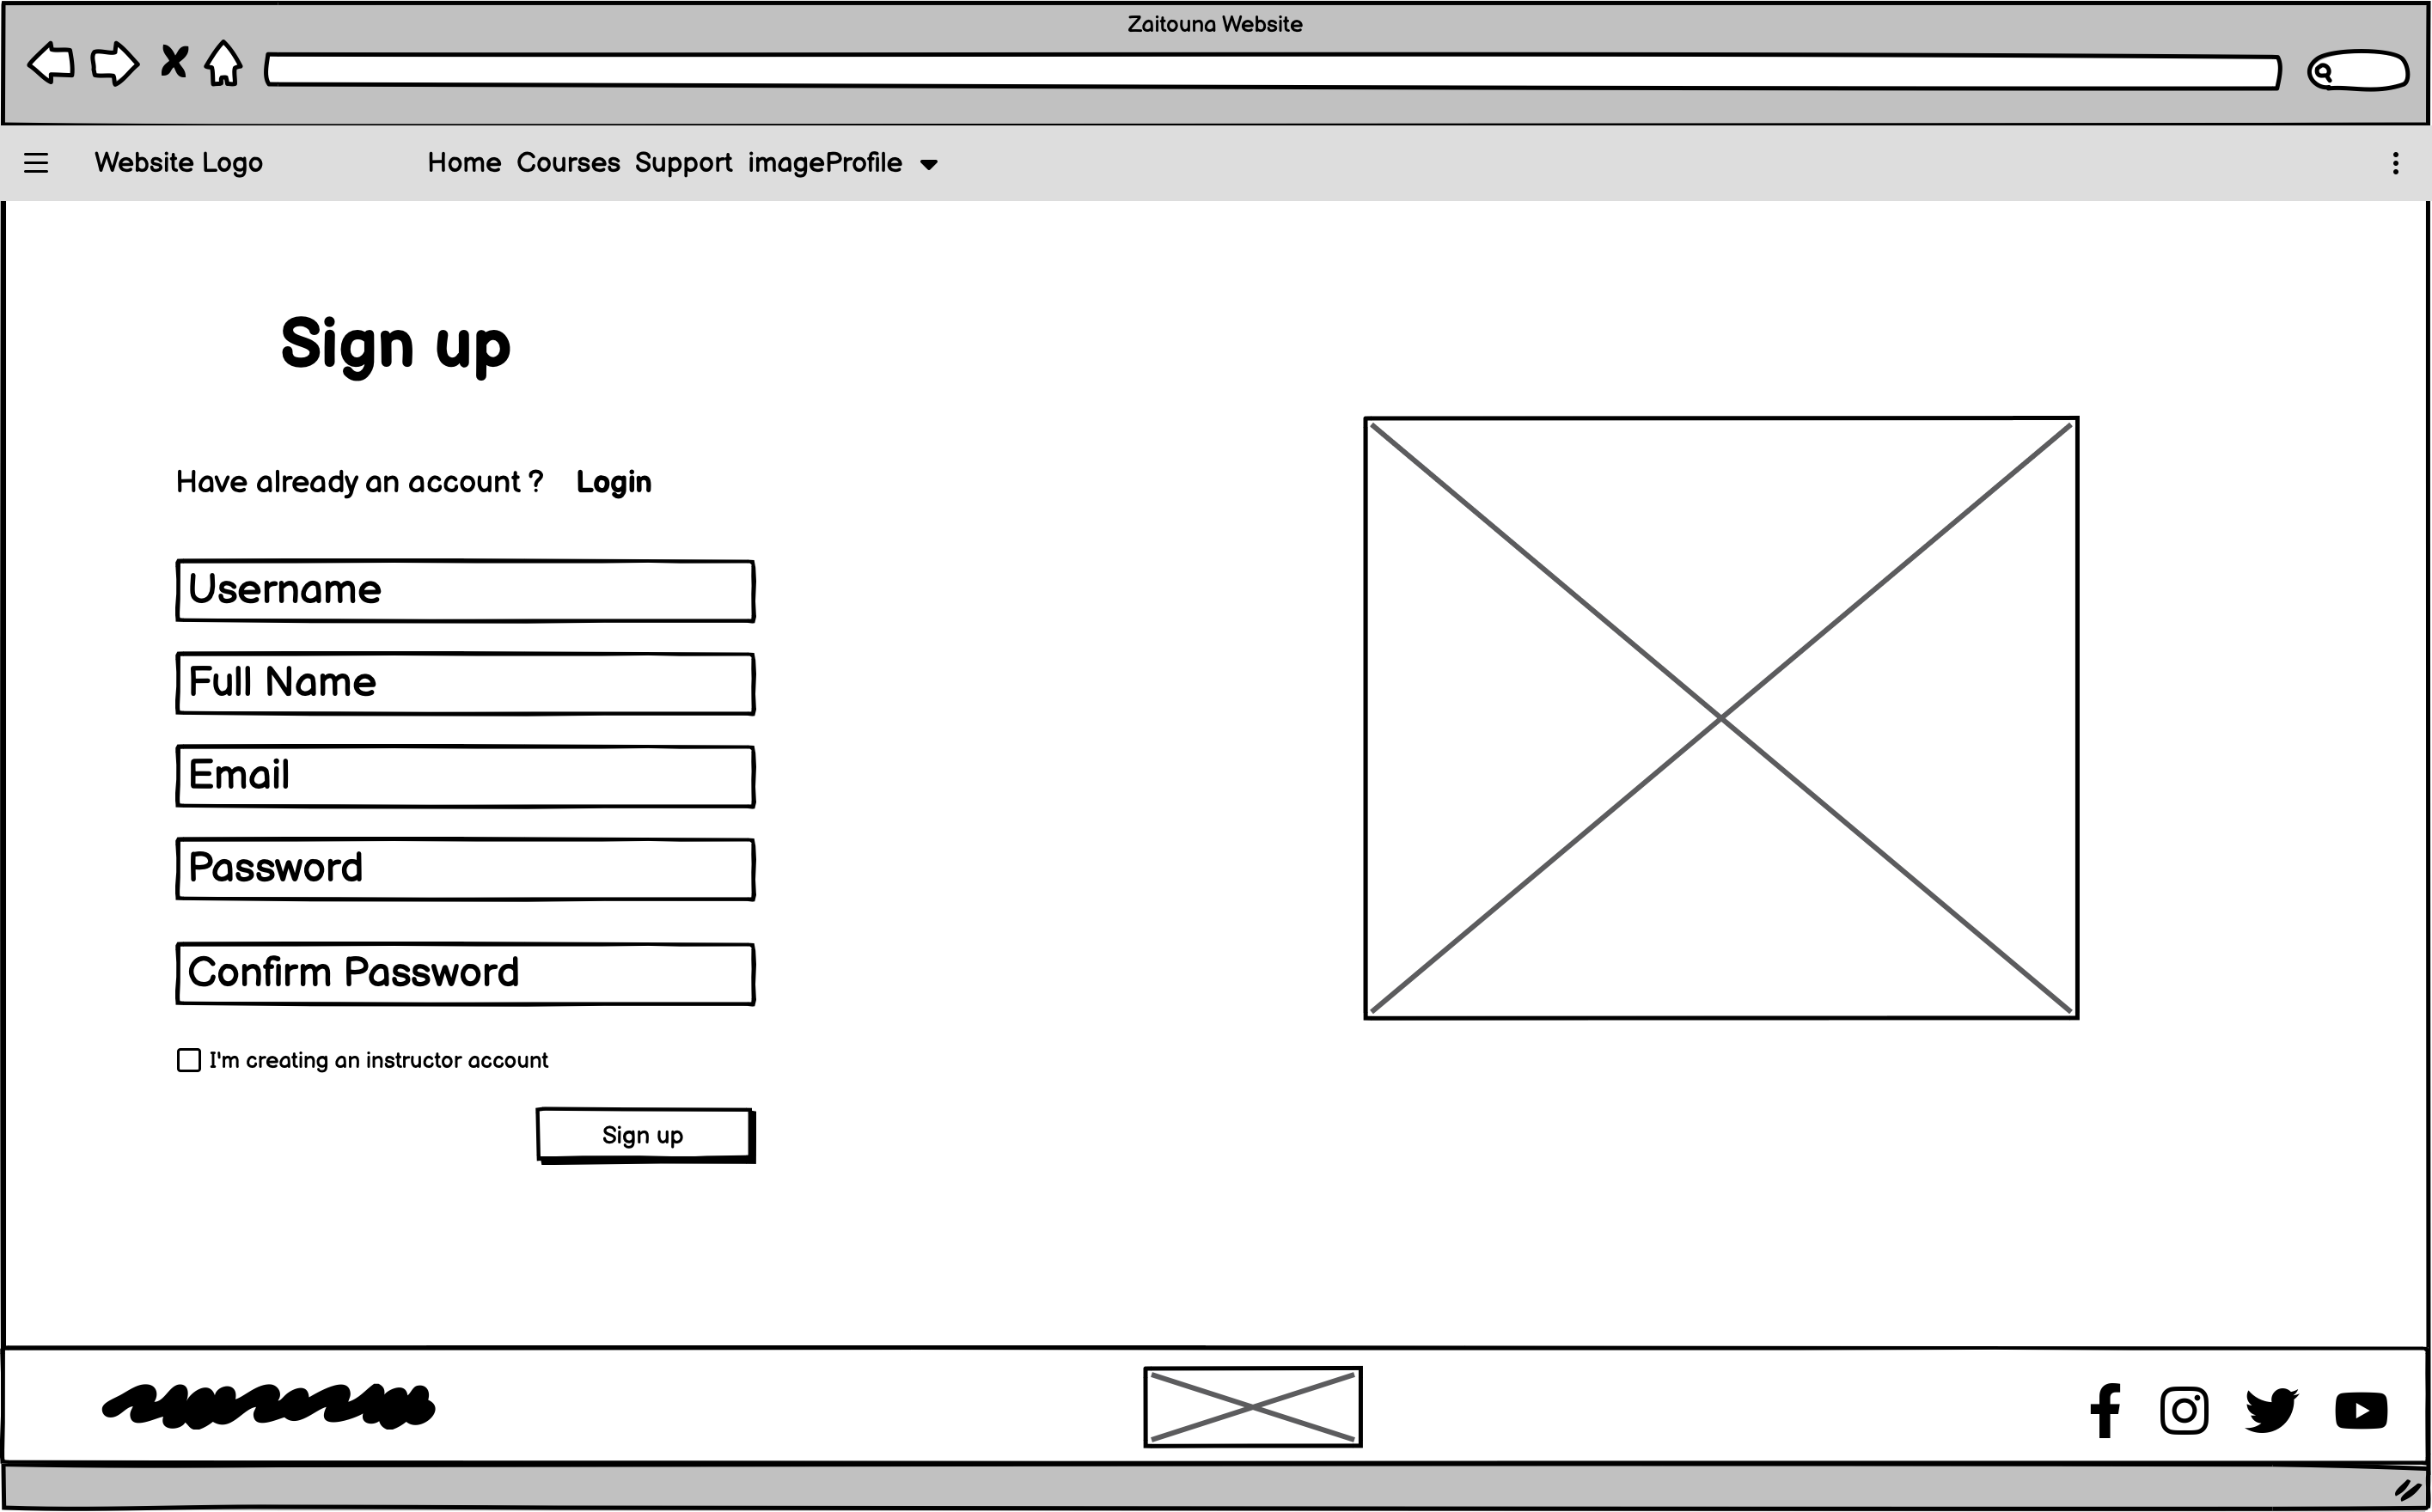 Zaitouna Website
Website Logo Home Courses Support imageProfile
Sign up
Have already an account ? Login
Username
Full Name
Email
Password
Confirm Password
I'm creating an instructor account
Sign up